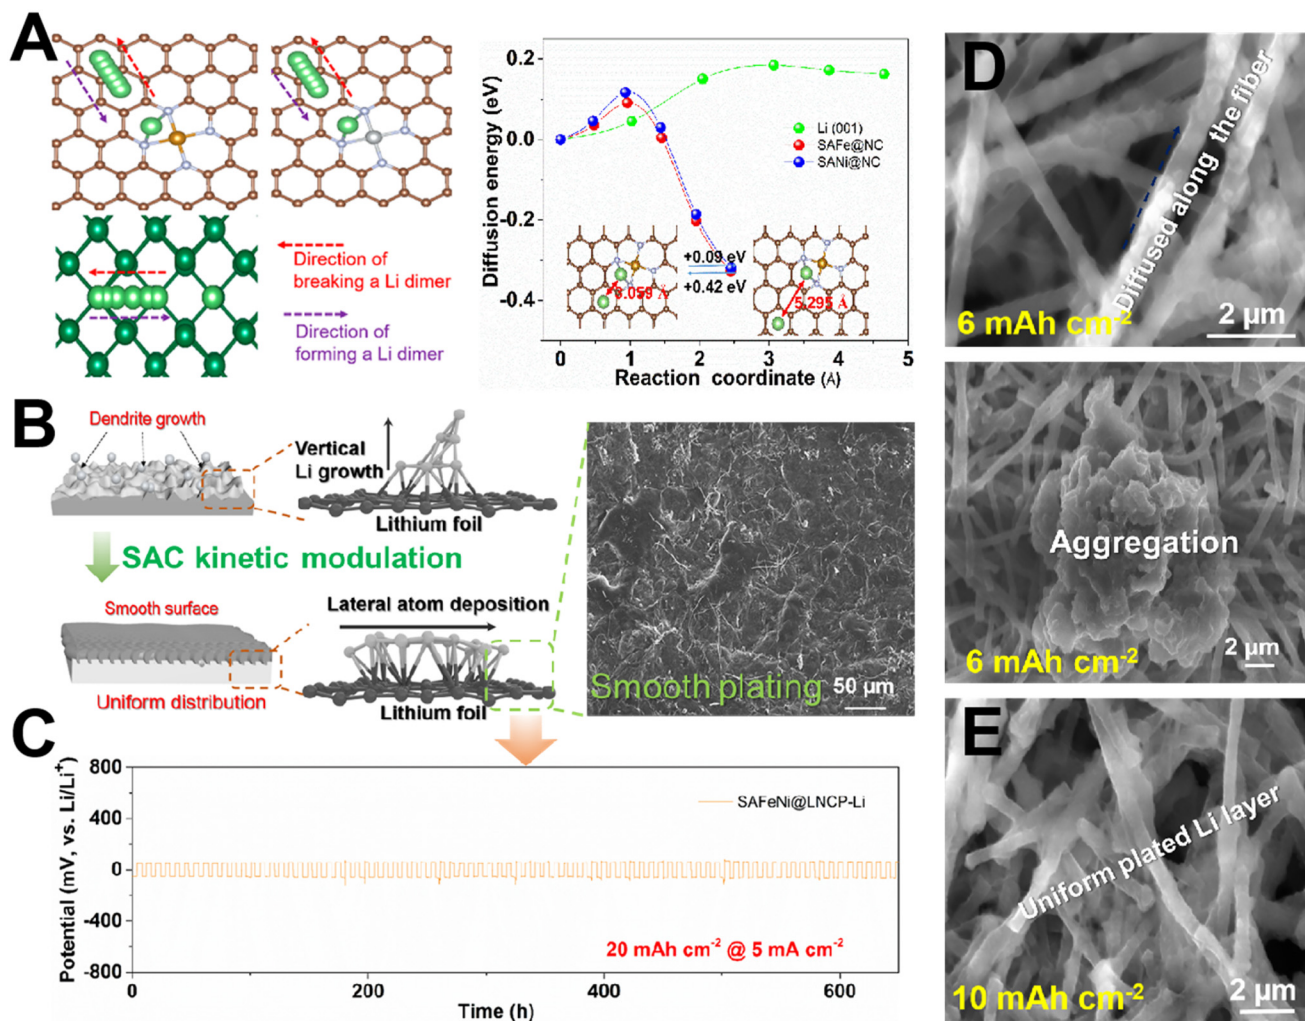 A
Direction of
breaking a Li dimer
Direction of
forming a Li dimer
Diffusion energy (eV)
0.2
0.0
-0.2
-0.4
Li (001)
SAFe@NC
SANi@NC
+0.09 eV
+0.42 eV
3.059 Å
5.295 Å
0 1 2 3 4 5
Reaction coordinate (Å)
B
Dendrite growth
Vertical
Li growth
Lithium foil
SAC kinetic modulation
Smooth surface
Uniform distribution
Lateral atom deposition
Lithium foil
Smooth plating
50 µm
C
Potential (mV, vs. Li/Li⁺)
800
400
0
-400
-800
SAFeNi@LNCP-Li
20 mAh cm⁻² @ 5 mA cm⁻²
0 200 400 600
Time (h)
D
Diffused along the fiber
6 mAh cm⁻²
2 µm
Aggregation
6 mAh cm⁻²
2 µm
E
Uniform plated Li layer
10 mAh cm⁻²
2 µm